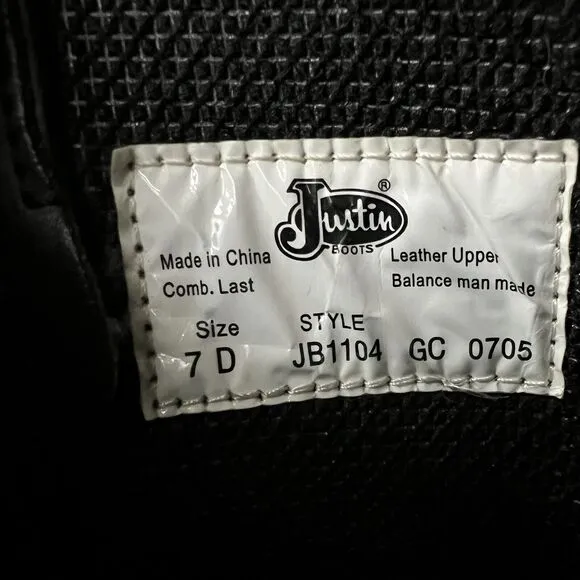 Justin ®
BOOTS
Made in China
Comb. Last
Leather Upper
Balance man made
Size
7 D
STYLE
JB1104 GC 0705